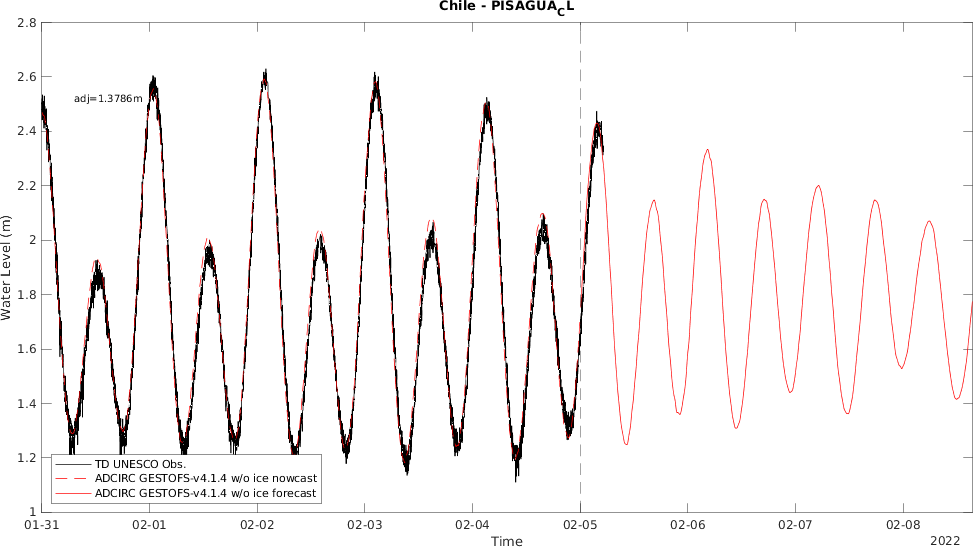 Chile - PISAGUA_CL
2.8
2.6
2.4
2.2
2
1.8
1.6
1.4
1.2
1
Water Level (m)
adj=1.3786m
TD UNESCO Obs.
ADCIRC GESTOFS-v4.1.4 w/o ice nowcast
ADCIRC GESTOFS-v4.1.4 w/o ice forecast
01-31 02-01 02-02 02-03 02-04 02-05 02-06 02-07 02-08
Time
2022